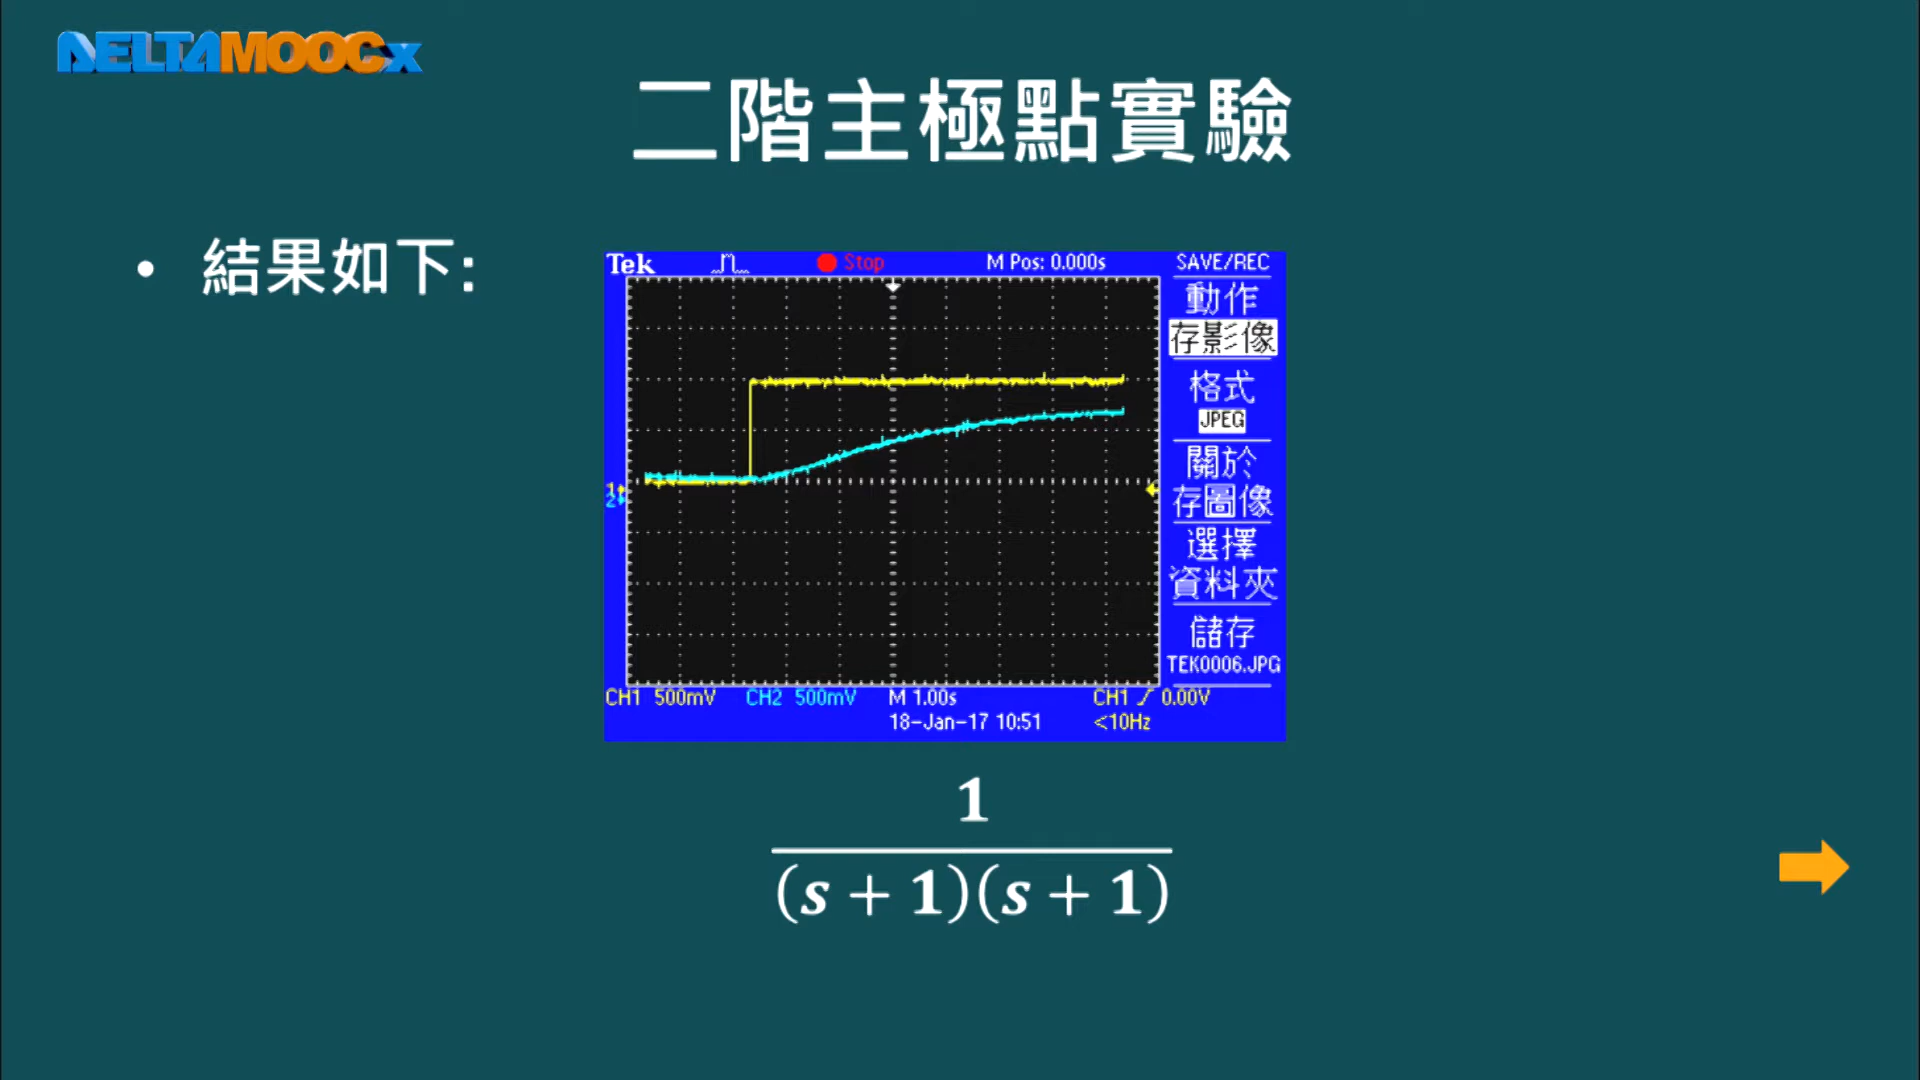 DELTAMOOCx
二階主極點實驗
• 結果如下:
Tek Stop M Pos: 0.000s SAVE/REC
動作
存影像
格式
JPEG
關於
存圖像
選擇
資料夾
儲存
TEK0006.JPG
1
2
CH1 500mV CH2 500mV M 1.00s CH1 0.00V
18-Jan-17 10:51 <10Hz
1
(s + 1)(s + 1)